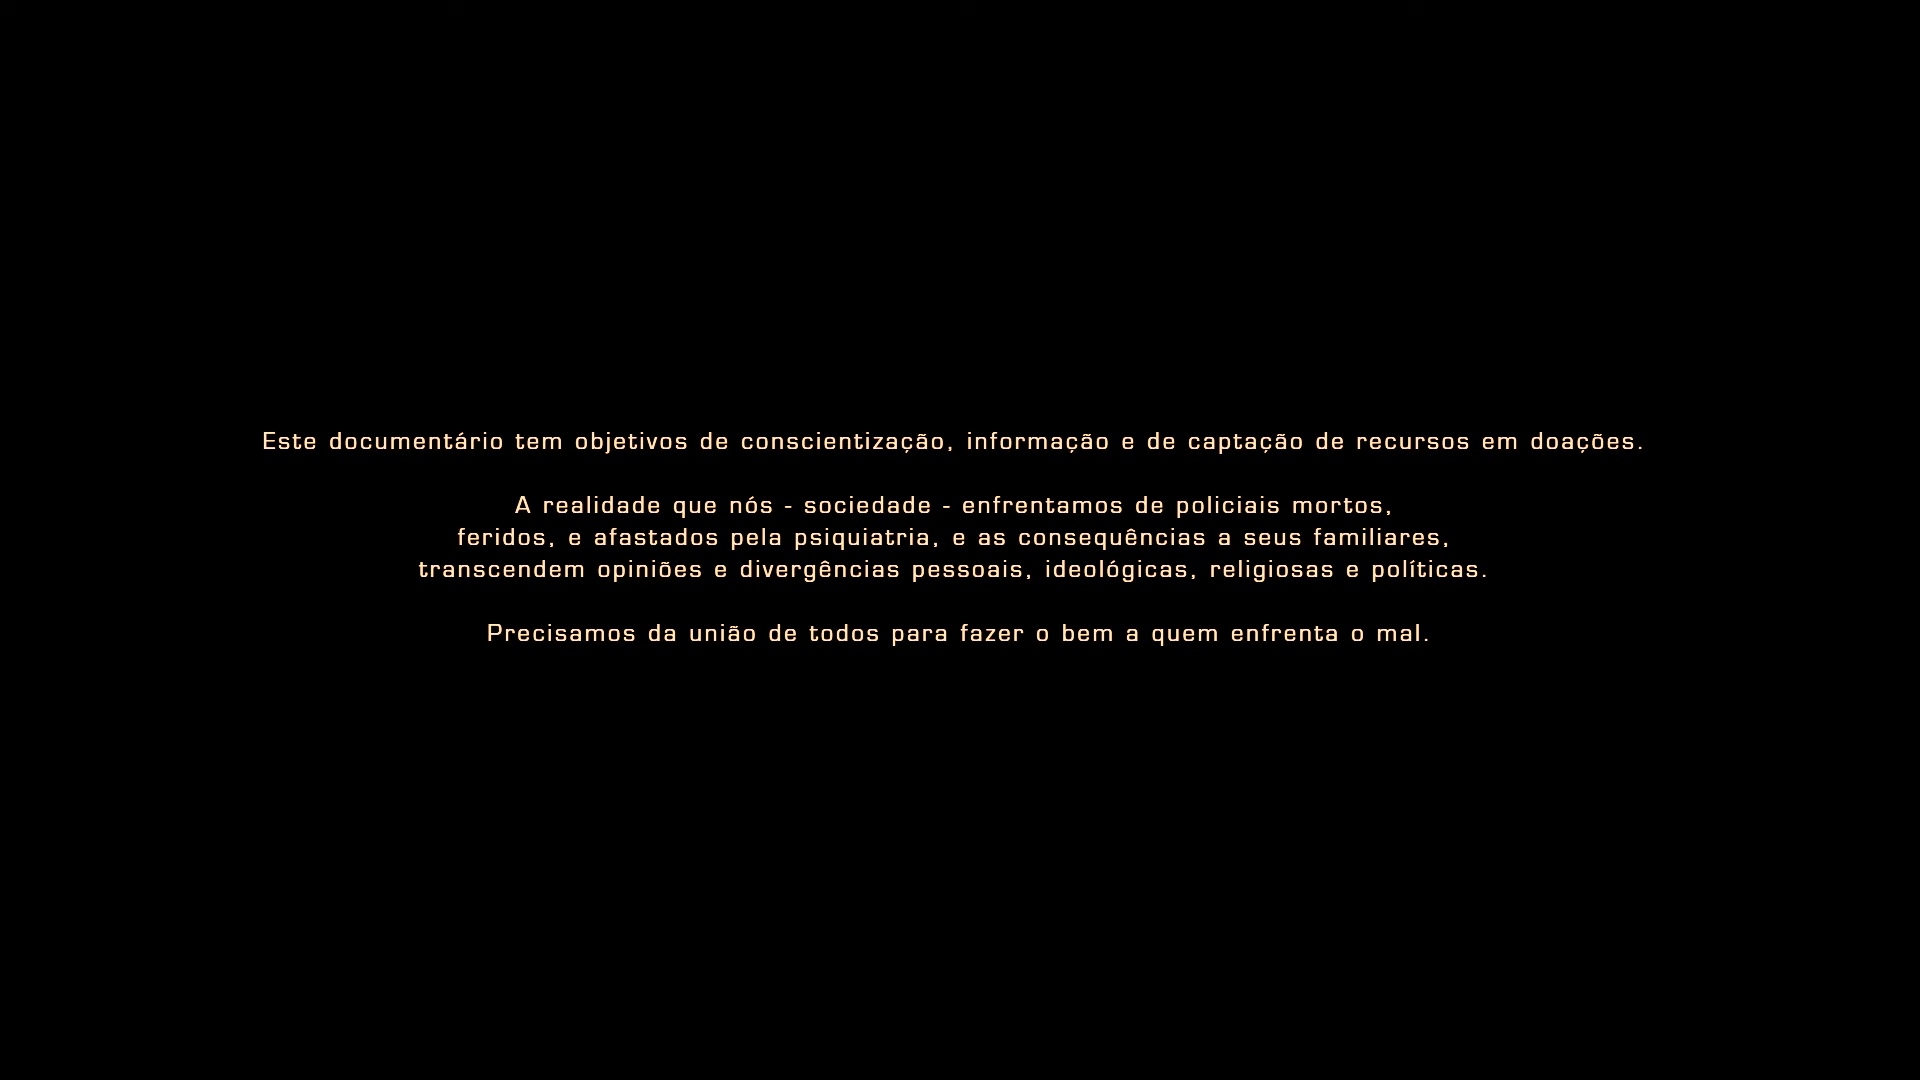 Este documentário tem objetivos de conscientização, informação e de captação de recursos em doações.
A realidade que nós - sociedade - enfrentamos de policiais mortos,
feridos, e afastados pela psiquiatria, e as consequências a seus familiares,
transcendem opiniões e divergências pessoais, ideológicas, religiosas e políticas.
Precisamos da união de todos para fazer o bem a quem enfrenta o mal.